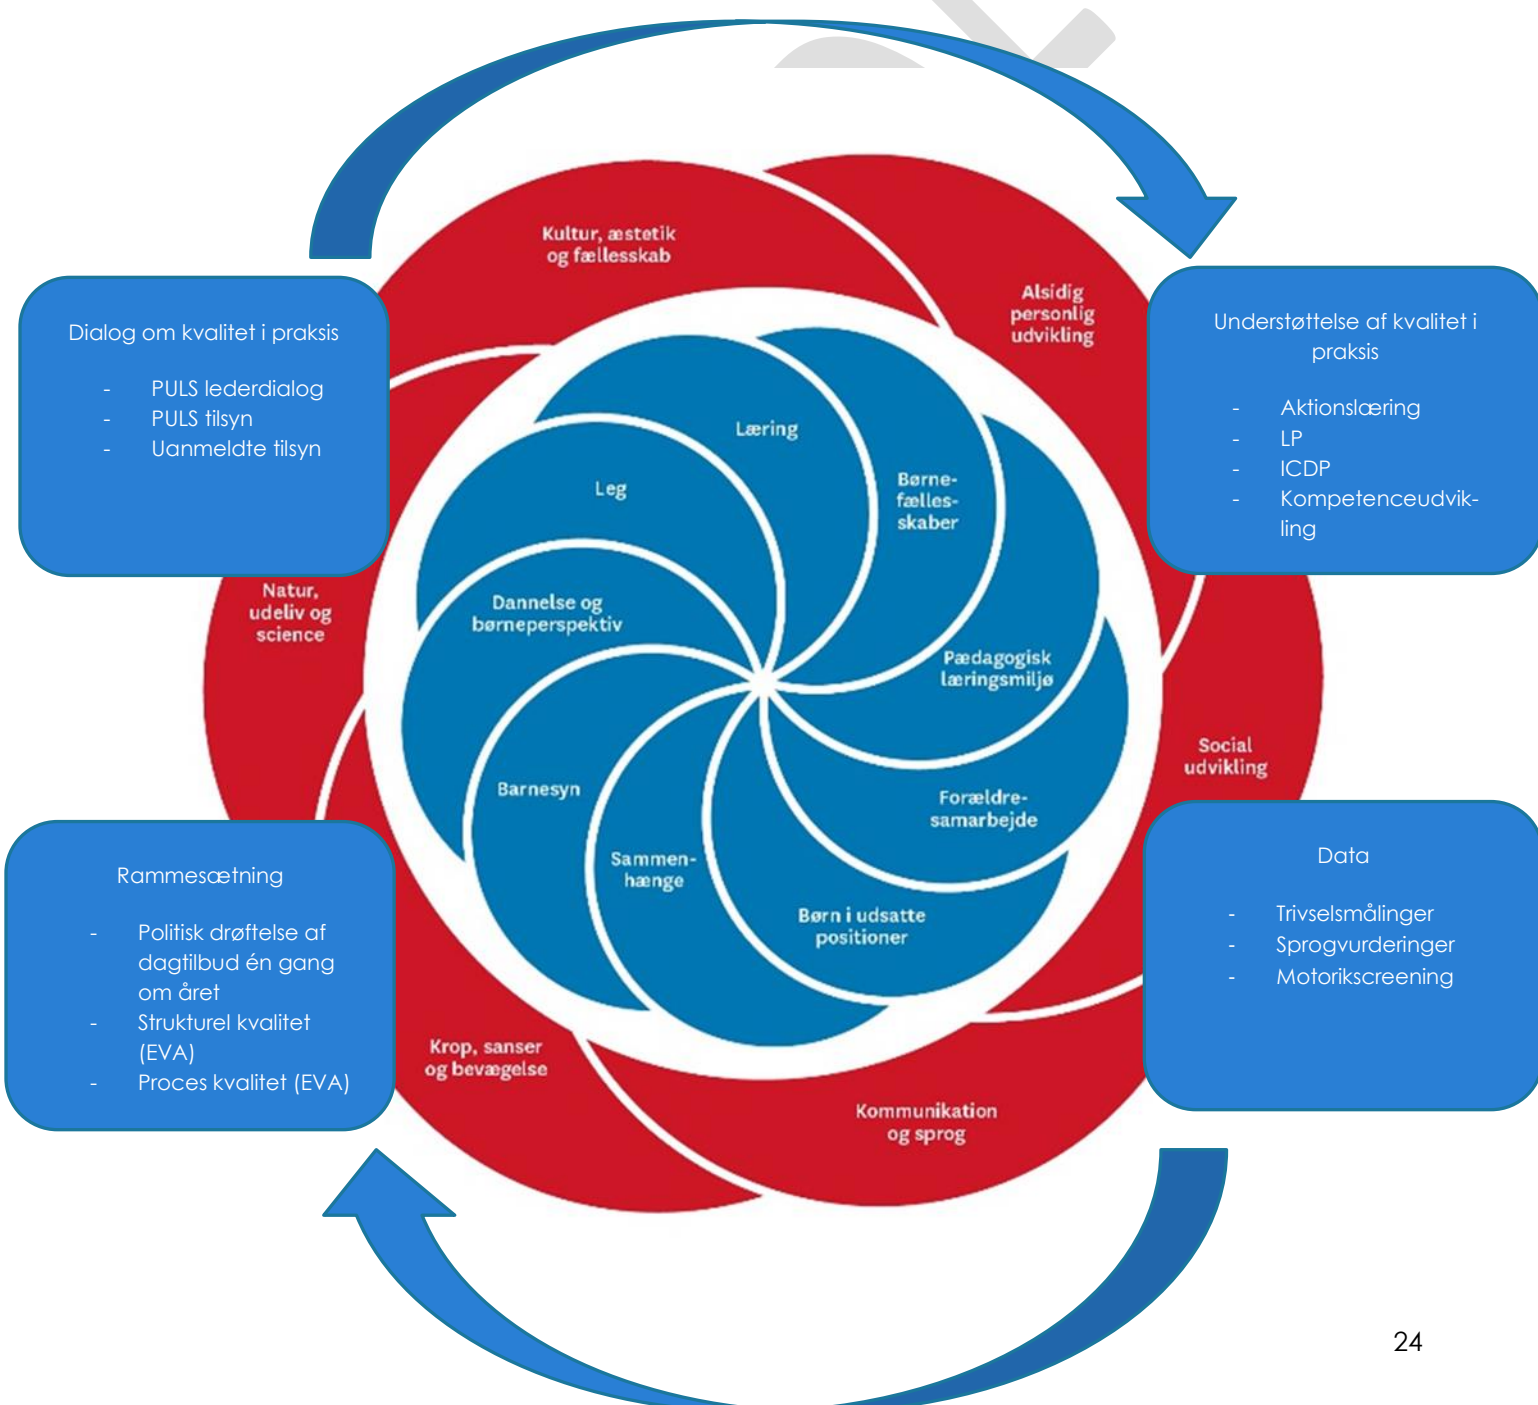 Kultur, æstetik
og fællesskab
Alsidig
personlig
udvikling
Dialog om kvalitet i praksis
- PULS lederdialog
- PULS tilsyn
- Uanmeldte tilsyn
Understøttelse af kvalitet i
praksis
- Aktionslæring
- LP
- ICDP
- Kompetenceudvik-
ling
Læring
Leg
Børne-
fælles-
skaber
Natur,
udeliv og
science
Dannelse og
børneperspektiv
Pædagogisk
læringsmiljø
Social
udvikling
Barnesyn
Forældre-
samarbejde
Sammen-
hænge
Børn i udsatte
positioner
Rammesætning
- Politisk drøftelse af
dagtilbud én gang
om året
- Strukturel kvalitet
(EVA)
- Proces kvalitet (EVA)
Data
- Trivselsmålinger
- Sprogvurderinger
- Motorikscreening
Krop, sanser
og bevægelse
Kommunikation
og sprog
24